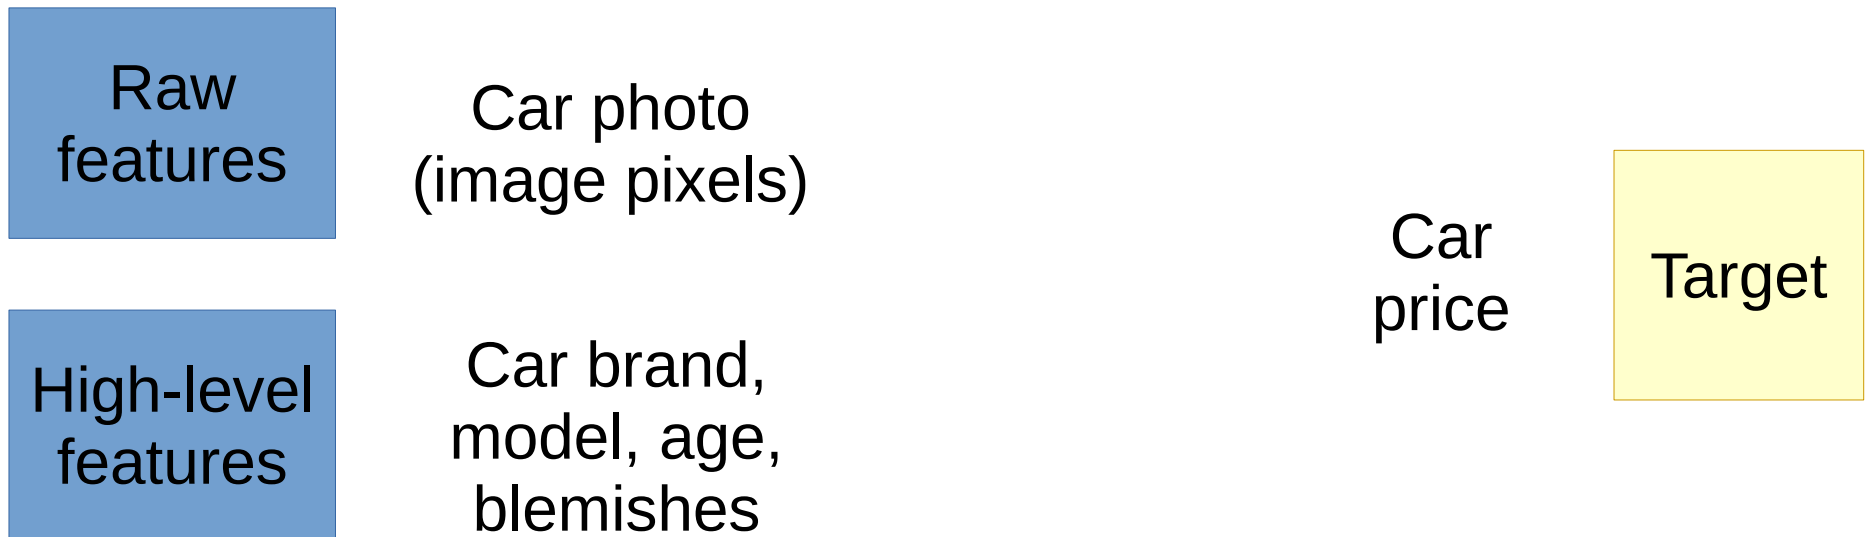 Raw
features
Car photo
(image pixels)
Car
price
Target
High-level
features
Car brand,
model, age,
blemishes